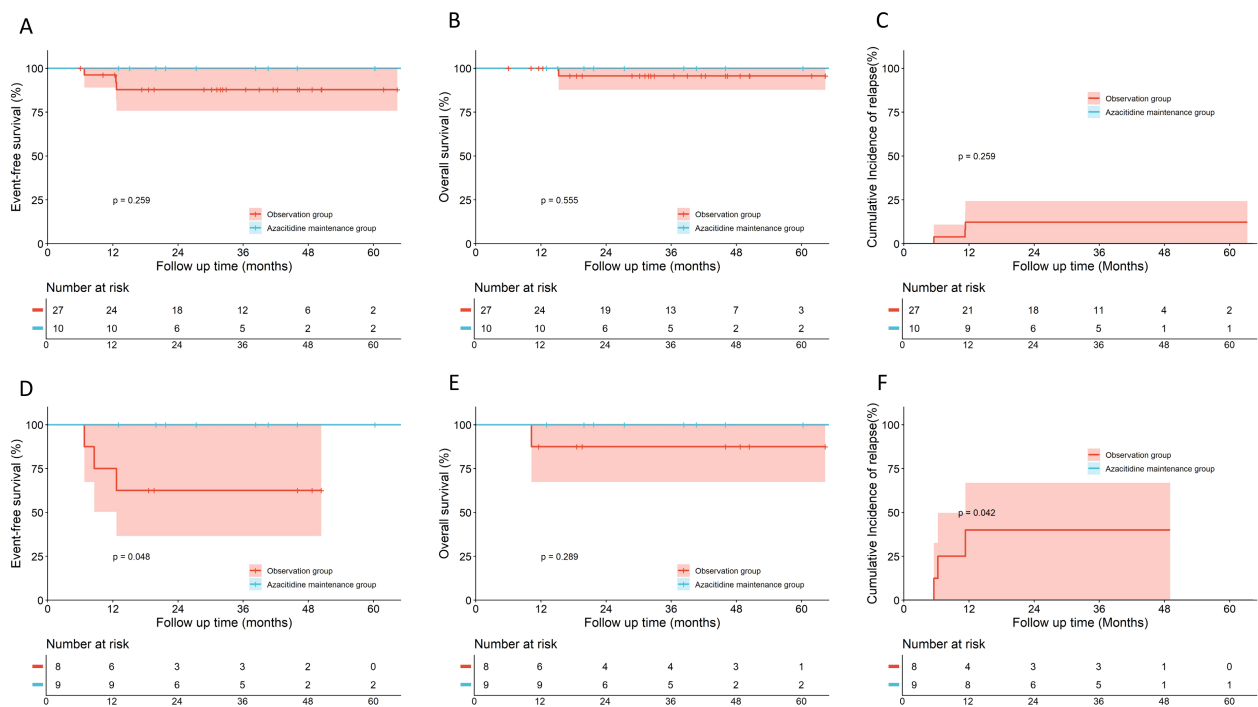 A
100
75
50
25
0
Event-free survival (%)
p = 0.259
Observation group
Azacitidine maintenance group
0 12 24 36 48 60
Follow up time (months)
Number at risk
27 24 18 12 6 2
10 10 6 5 2 2
0 12 24 36 48 60
B
100
75
50
25
0
Overall survival (%)
p = 0.555
Observation group
Azacitidine maintenance group
0 12 24 36 48 60
Follow up time (months)
Number at risk
27 24 19 13 7 3
10 10 6 5 2 2
0 12 24 36 48 60
C
100
75
50
25
0
Cumulative Incidence of relapse(%)
Observation group
Azacitidine maintenance group
p = 0.259
0 12 24 36 48 60
Follow up time (Months)
Number at risk
27 21 18 11 4 2
10 9 6 5 1 1
0 12 24 36 48 60
D
100
75
50
25
0
Event-free survival (%)
p = 0.048
Observation group
Azacitidine maintenance group
0 12 24 36 48 60
Follow up time (months)
Number at risk
8 6 3 3 2 0
9 9 6 5 2 2
0 12 24 36 48 60
E
100
75
50
25
0
Overall survival (%)
p = 0.289
Observation group
Azacitidine maintenance group
0 12 24 36 48 60
Follow up time (months)
Number at risk
8 6 4 4 3 1
9 9 6 5 2 2
0 12 24 36 48 60
F
100
75
50
25
0
Cumulative Incidence of relapse(%)
Observation group
Azacitidine maintenance group
p = 0.042
0 12 24 36 48 60
Follow up time (Months)
Number at risk
8 4 3 3 1 0
9 8 6 5 1 1
0 12 24 36 48 60